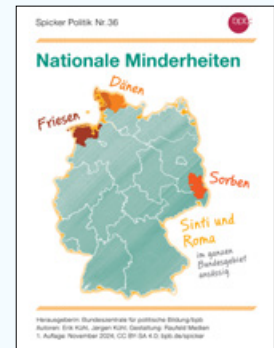 Spicker Politik Nr. 36
bpb:
Nationale Minderheiten
Dänen
Friesen
Sorben
Sinti und
Roma
im ganzen
Bundesgebiet
ansässig
Herausgeberin: Bundeszentrale für politische Bildung/bpb
Autoren: Erik Kühl, Jørgen Kühl, Gestaltung: Raufeld Medien
1. Auflage: November 2024, CC BY-SA 4.0, bpb.de/spicker